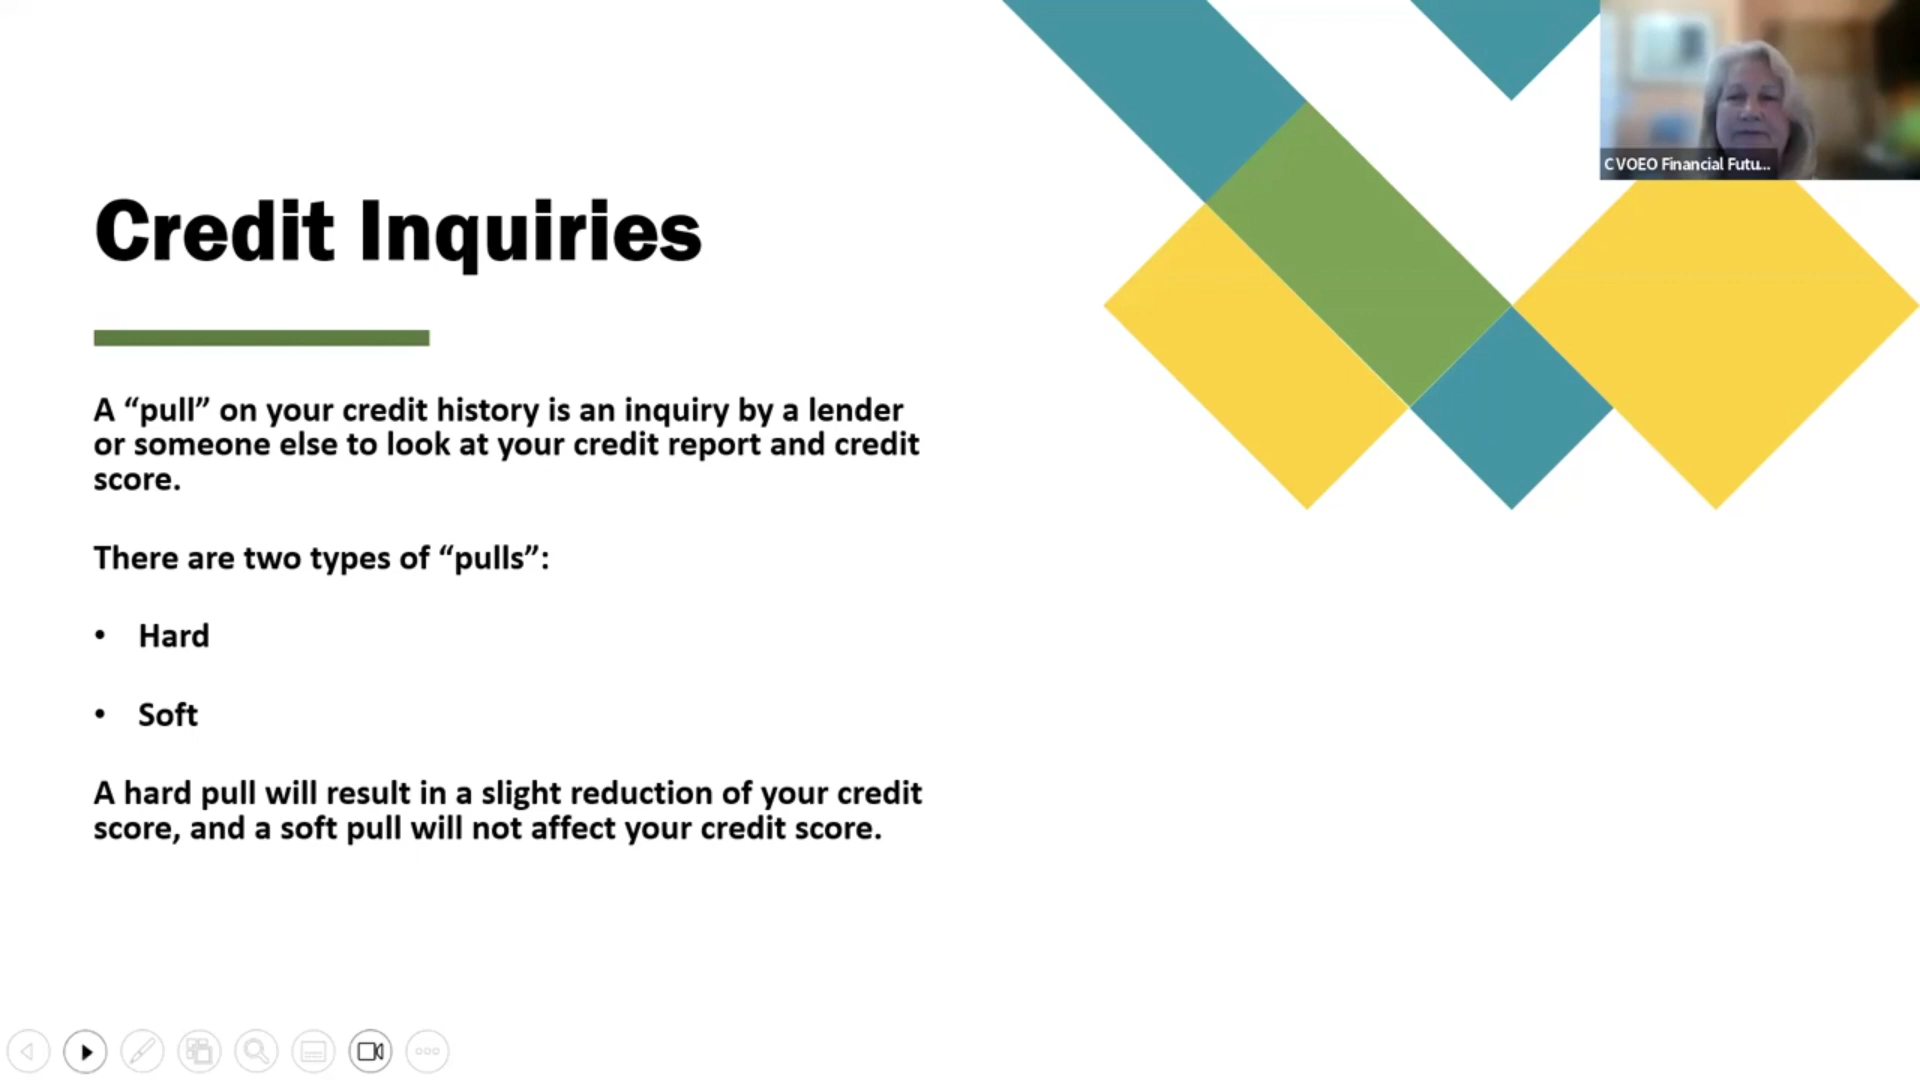 CVOEO Financial Futu...
Credit Inquiries
A “pull” on your credit history is an inquiry by a lender
or someone else to look at your credit report and credit
score.
There are two types of “pulls”:
• Hard
• Soft
A hard pull will result in a slight reduction of your credit
score, and a soft pull will not affect your credit score.